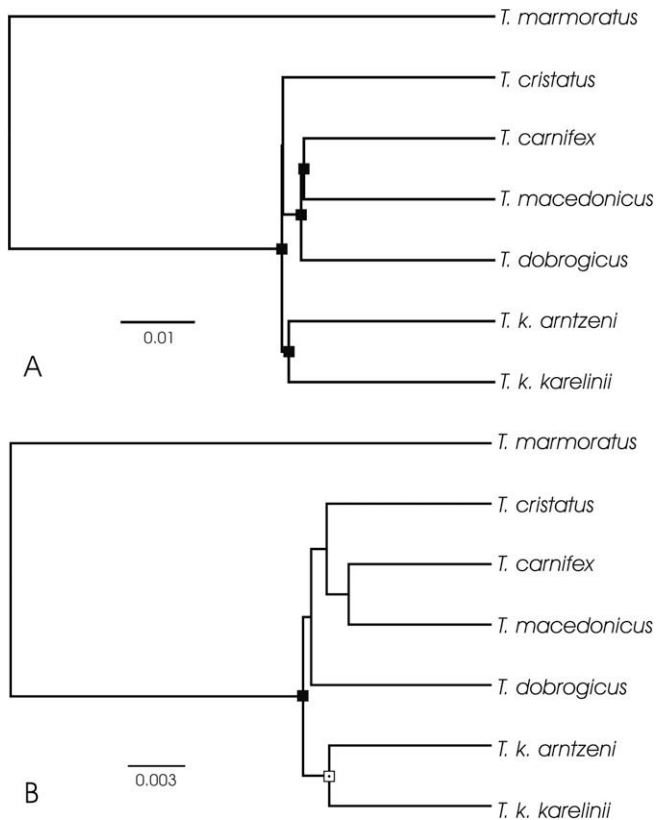 T. marmoratus
T. cristatus
T. carnifex
T. macedonicus
T. dobrogicus
T. k. arntzeni
T. k. karelinii
0.01
A
T. marmoratus
T. cristatus
T. carnifex
T. macedonicus
T. dobrogicus
T. k. arntzeni
T. k. karelinii
0.003
B